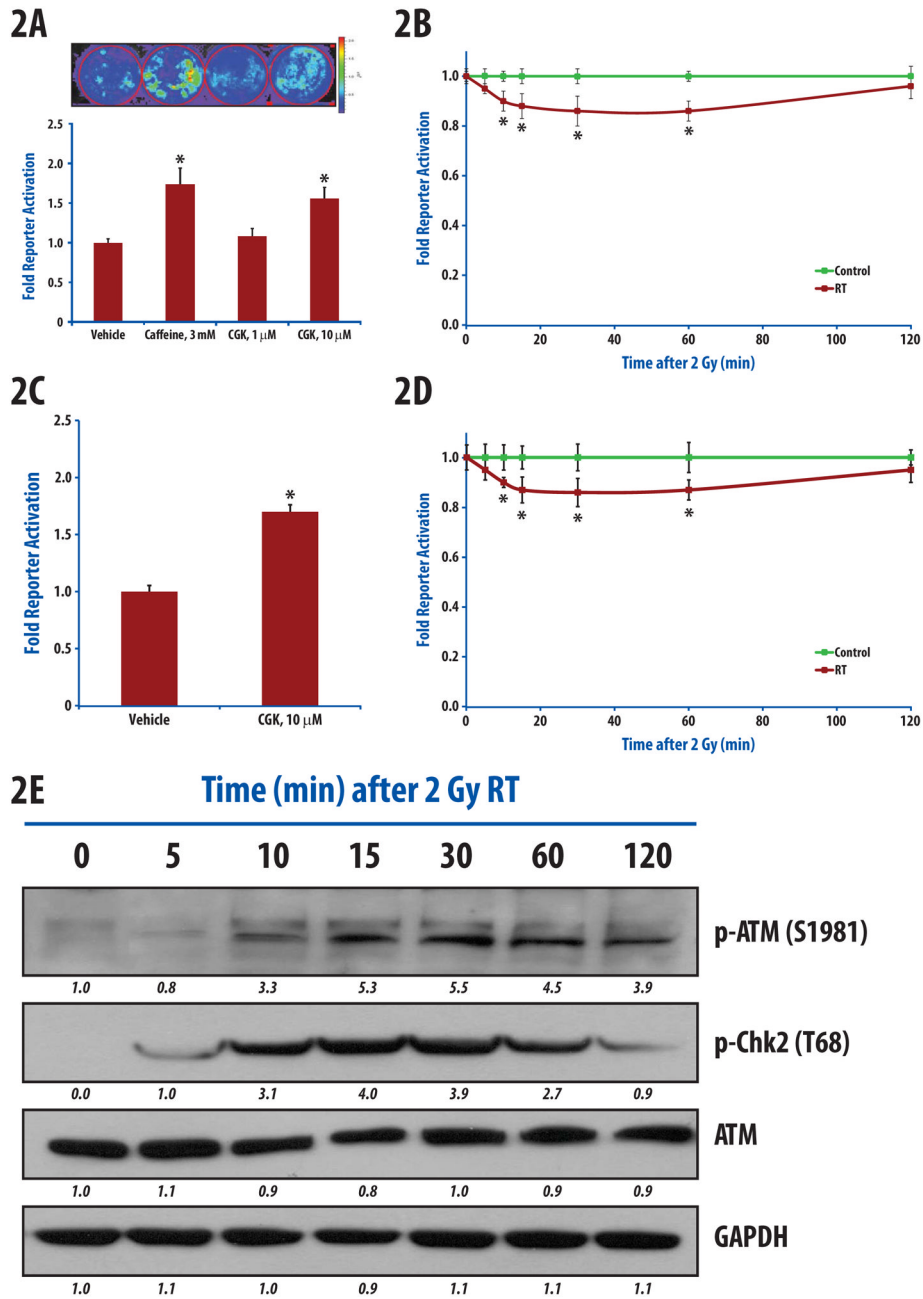 2A
2.5
2.0
1.5
1.0
0.5
0
Fold Reporter Activation
*
*
Vehicle
Caffeine, 3 mM
CGK, 1 μM
CGK, 10 μM
2B
1.0
0.8
0.6
0.4
0.2
0.0
Fold Reporter Activation
* * * *
Control
RT
0 20 40 60 80 100 120
Time after 2 Gy (min)
2C
2.5
2.0
1.5
1.0
0.5
0
Fold Reporter Activation
*
Vehicle
CGK, 10 μM
2D
1.0
0.8
0.6
0.4
0.2
0.0
Fold Reporter Activation
* * * *
Control
RT
0 20 40 60 80 100 120
Time after 2 Gy (min)
2E
Time (min) after 2 Gy RT
0 5 10 15 30 60 120
p-ATM (S1981)
1.0 0.8 3.3 5.3 5.5 4.5 3.9
p-Chk2 (T68)
0.0 1.0 3.1 4.0 3.9 2.7 0.9
ATM
1.0 1.1 0.9 0.8 1.0 0.9 0.9
GAPDH
1.0 1.1 1.0 0.9 1.1 1.1 1.1